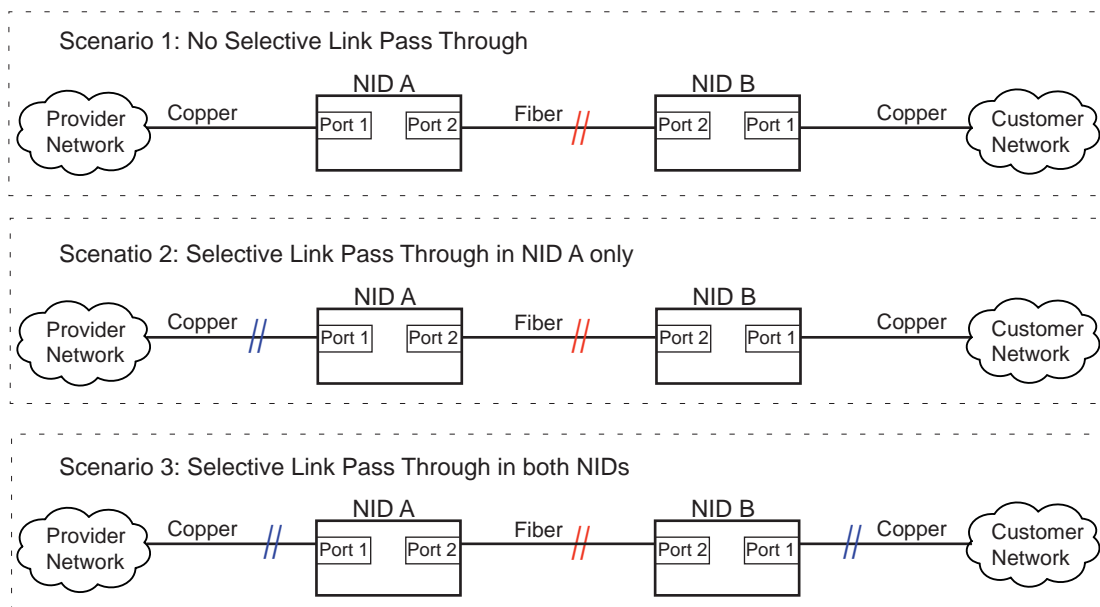 Scenario 1: No Selective Link Pass Through
NID A
NID B
Provider
Network
Copper
Port 1
Port 2
Fiber
Port 2
Port 1
Copper
Customer
Network
Scenatio 2: Selective Link Pass Through in NID A only
NID A
NID B
Provider
Network
Copper
Port 1
Port 2
Fiber
Port 2
Port 1
Copper
Customer
Network
Scenario 3: Selective Link Pass Through in both NIDs
NID A
NID B
Provider
Network
Copper
Port 1
Port 2
Fiber
Port 2
Port 1
Copper
Customer
Network